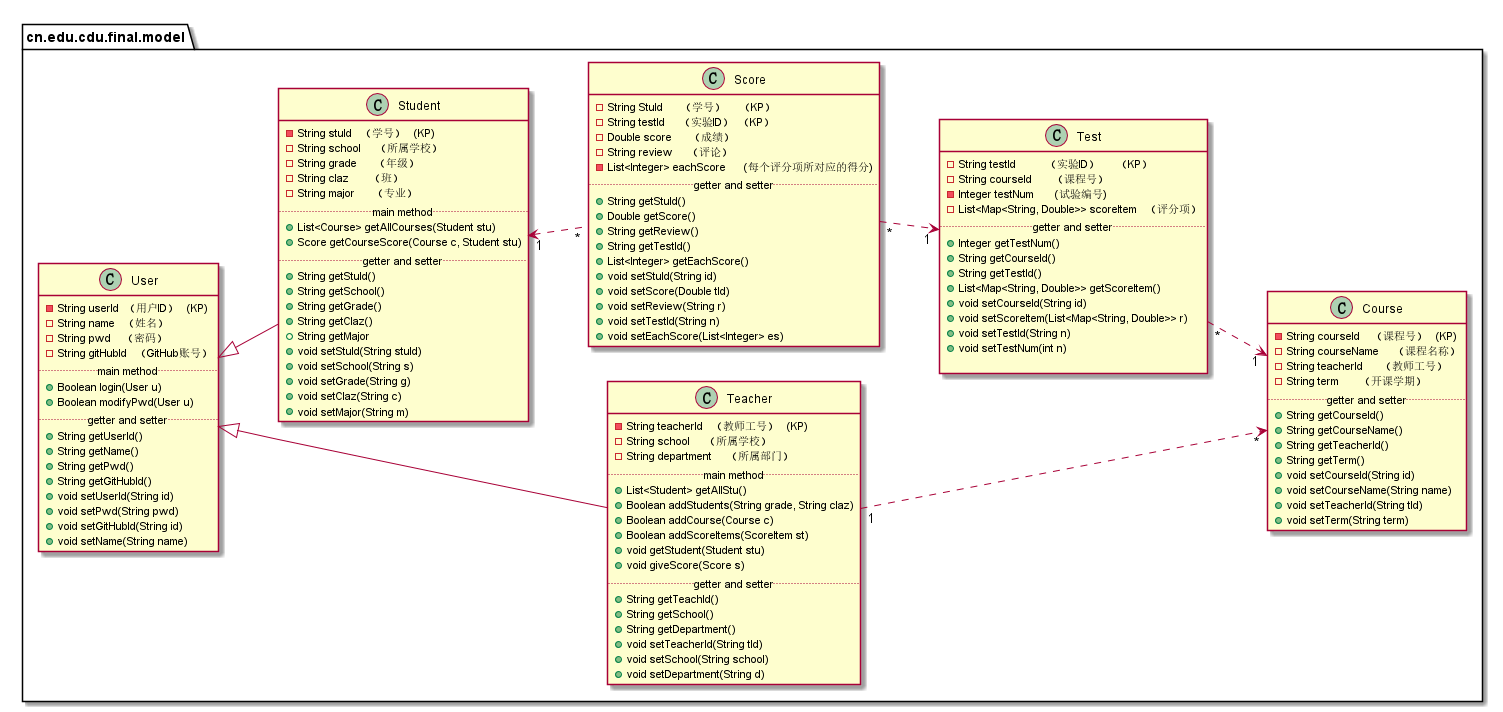 cn.edu.cdu.final.model
User
String userId （用户ID） (KP)
String name （姓名）
String pwd （密码）
String gitHubId （GitHub账号）
main method
Boolean login(User u)
Boolean modifyPwd(User u)
getter and setter
String getUserId()
String getName()
String getPwd()
String getGitHubId()
void setUserId(String id)
void setPwd(String pwd)
void setGitHubId(String id)
void setName(String name)
Student
String stuId （学号） (KP)
String school （所属学校）
String grade （年级）
String claz （班）
String major （专业）
main method
List<Course> getAllCourses(Student stu)
Score getCourseScore(Course c, Student stu)
getter and setter
String getStuId()
String getSchool()
String getGrade()
String getClaz()
String getMajor
void setStuId(String stuId)
void setSchool(String s)
void setGrade(String g)
void setClaz(String c)
void setMajor(String m)
1
*
Score
String StuId （学号） （KP）
String testId （实验ID） （KP）
Double score （成绩）
String review （评论）
List<Integer> eachScore （每个评分项所对应的得分)
getter and setter
String getStuId()
Double getScore()
String getReview()
String getTestId()
List<Integer> getEachScore()
void setStuId(String id)
void setScore(Double tId)
void setReview(String r)
void setTestId(String n)
void setEachScore(List<Integer> es)
*
1
Teacher
String teacherId （教师工号） (KP)
String school （所属学校）
String department （所属部门）
main method
List<Student> getAllStu()
Boolean addStudents(String grade, String claz)
Boolean addCourse(Course c)
Boolean addScoreItems(ScoreItem st)
void getStudent(Student stu)
void giveScore(Score s)
getter and setter
String getTeachId()
String getSchool()
String getDepartment()
void setTeacherId(String tId)
void setSchool(String school)
void setDepartment(String d)
1
*
Test
String testId （实验ID） （KP）
String courseId （课程号）
Integer testNum （试验编号)
List<Map<String, Double>> scoreItem （评分项）
getter and setter
Integer getTestNum()
String getCourseId()
String getTestId()
List<Map<String, Double>> getScoreItem()
void setCourseId(String id)
void setScoreItem(List<Map<String, Double>> r)
void setTestId(String n)
void setTestNum(int n)
*
1
Course
String courseId （课程号） (KP)
String courseName （课程名称）
String teacherId （教师工号）
String term （开课学期）
getter and setter
String getCourseId()
String getCourseName()
String getTeacherId()
String getTerm()
void setCourseId(String id)
void setCourseName(String name)
void setTeacherId(String tId)
void setTerm(String term)